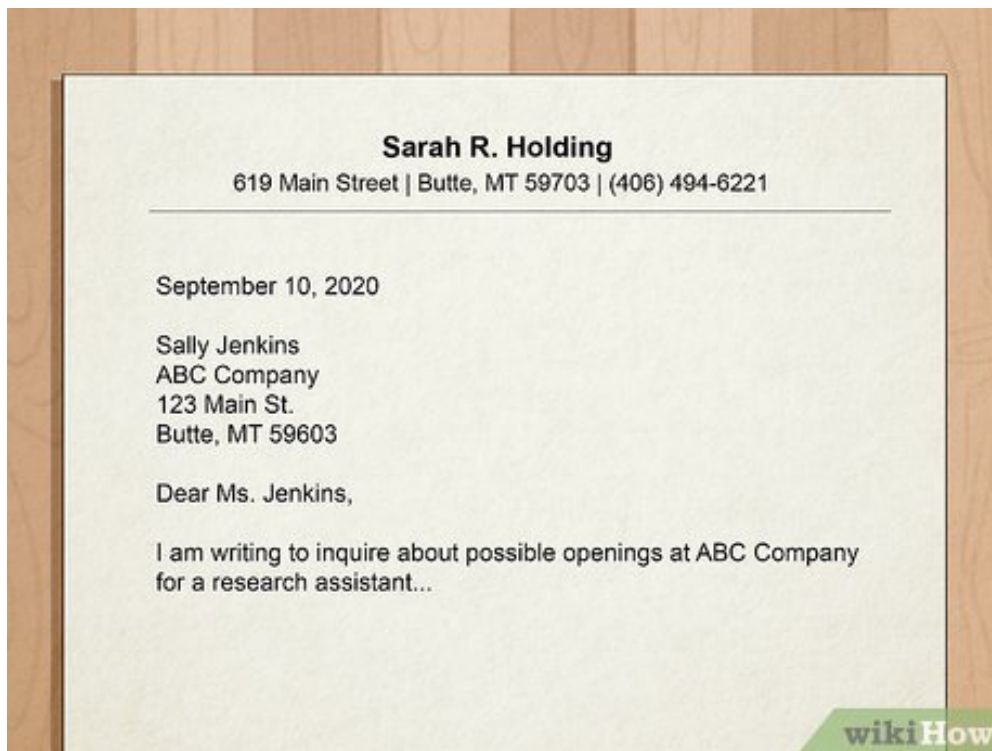 Sarah R. Holding
619 Main Street | Butte, MT 59703 | (406) 494-6221
September 10, 2020
Sally Jenkins
ABC Company
123 Main St.
Butte, MT 59603
Dear Ms. Jenkins,
I am writing to inquire about possible openings at ABC Company
for a research assistant...
wikiHow